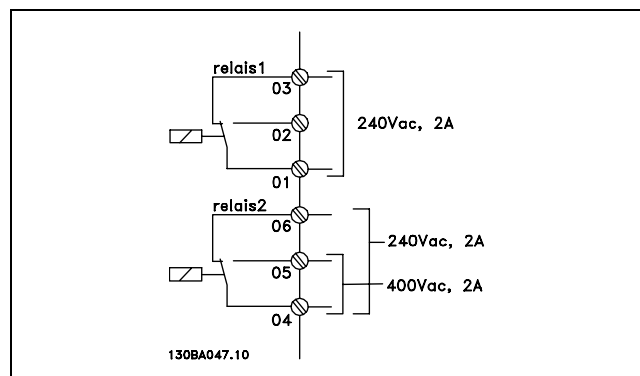 relais1
03
02
240Vac, 2A
01
relais2
06
240Vac, 2A
05
400Vac, 2A
04
130BA047.10